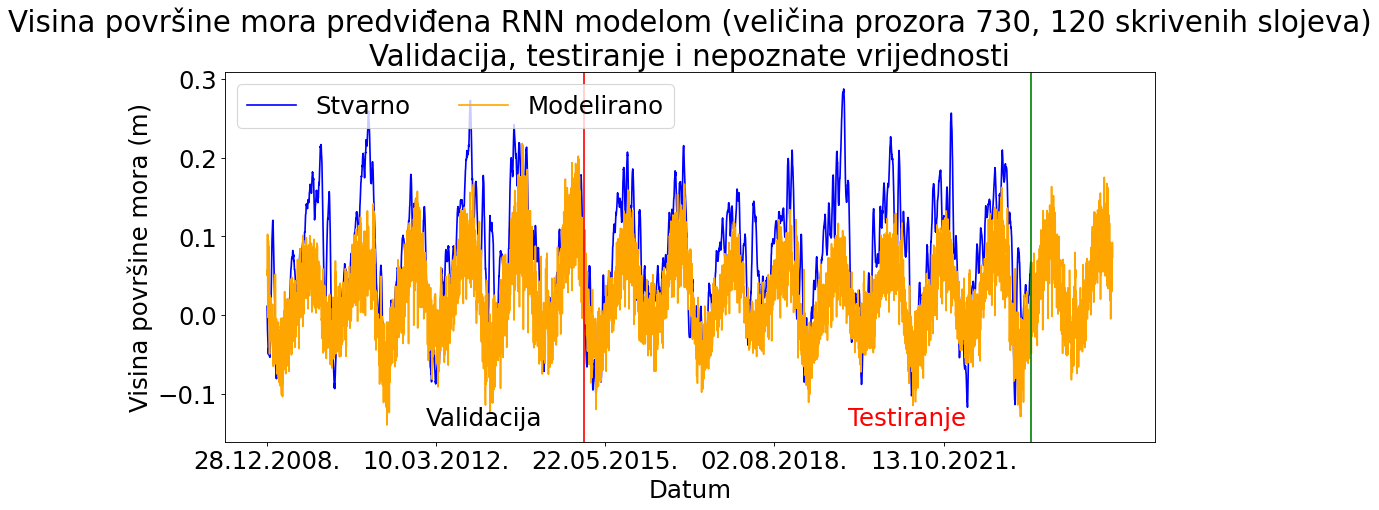 Visina površine mora predviđena RNN modelom (veličina prozora 730, 120 skrivenih slojeva)
Validacija, testiranje i nepoznate vrijednosti
Stvarno Modelirano
Visina površine mora (m)
0.3
0.2
0.1
0.0
−0.1
Validacija
Testiranje
28.12.2008. 10.03.2012. 22.05.2015. 02.08.2018. 13.10.2021.
Datum